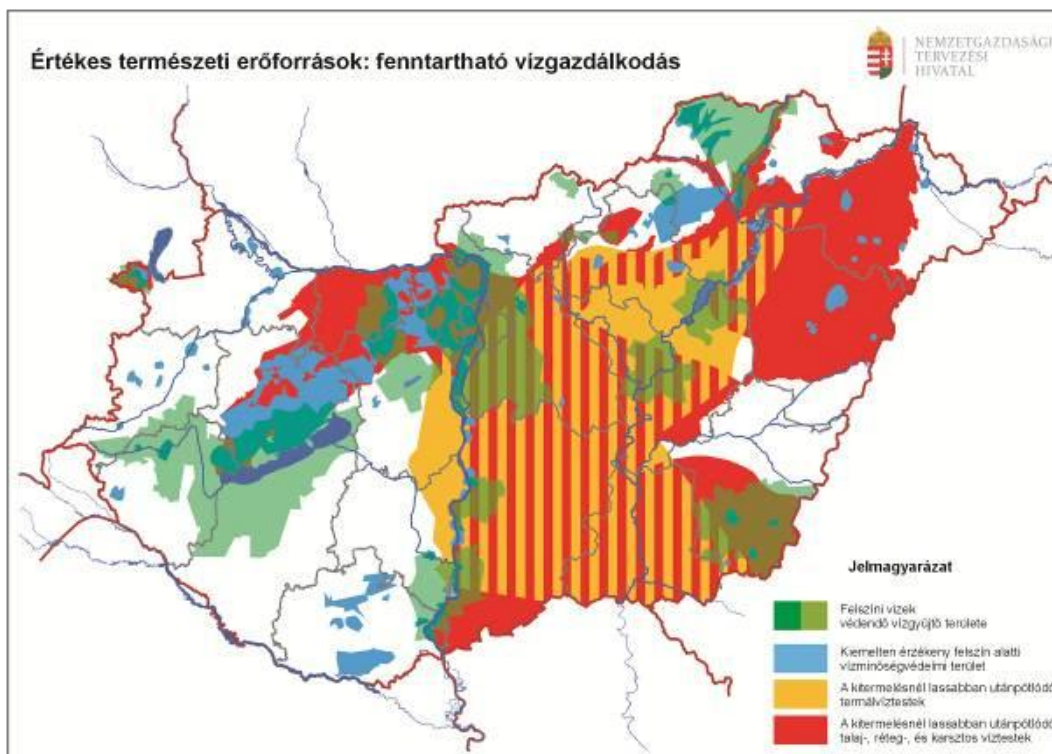 Értékes természeti erőforrások: fenntartható vízgazdálkodás
NEMZETGAZDASÁGI
TERVEZÉSI
HIVATAL
Jelmagyarázat
Felszíni vizek
védendő vízgyűjtő területe
Kiemelten érzékeny felszín alatti
vízminőségvédelmi terület
A kitermelésnél lassabban utánpótlódó
termálvíztestek
A kitermelésnél lassabban utánpótlódó
talaj-, réteg-, és karsztos víztestek